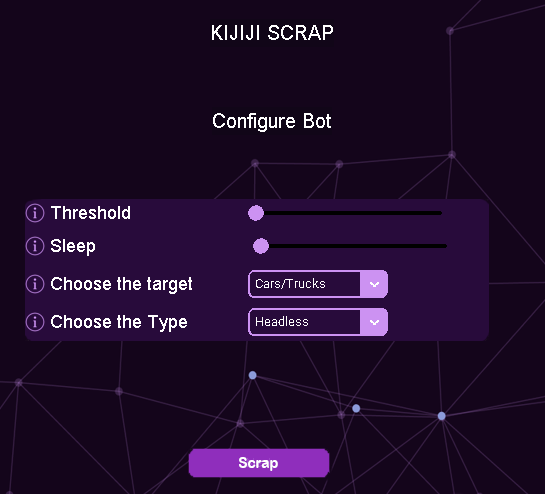 KIJIJI SCRAP
Configure Bot
Threshold
Sleep
Choose the target Cars/Trucks
Choose the Type Headless
Scrap